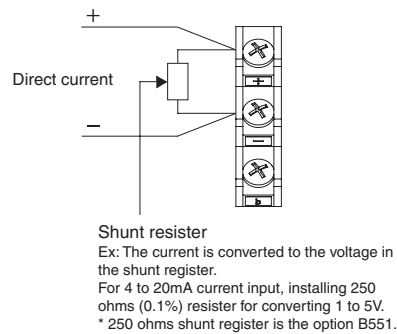 +
Direct current
+
−
−
b
Shunt resister
Ex: The current is converted to the voltage in
the shunt register.
For 4 to 20mA current input, installing 250
ohms (0.1%) resister for converting 1 to 5V.
* 250 ohms shunt register is the option B551.